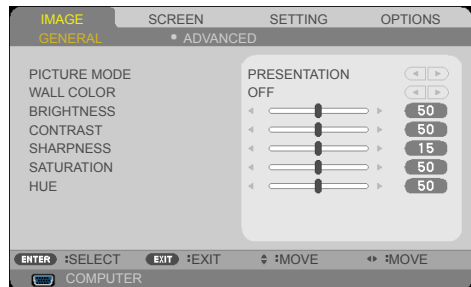 IMAGE SCREEN SETTING OPTIONS
GENERAL • ADVANCED
PICTURE MODE PRESENTATION
WALL COLOR OFF
BRIGHTNESS 50
CONTRAST 50
SHARPNESS 15
SATURATION 50
HUE 50
ENTER :SELECT EXIT :EXIT :MOVE :MOVE
COMPUTER